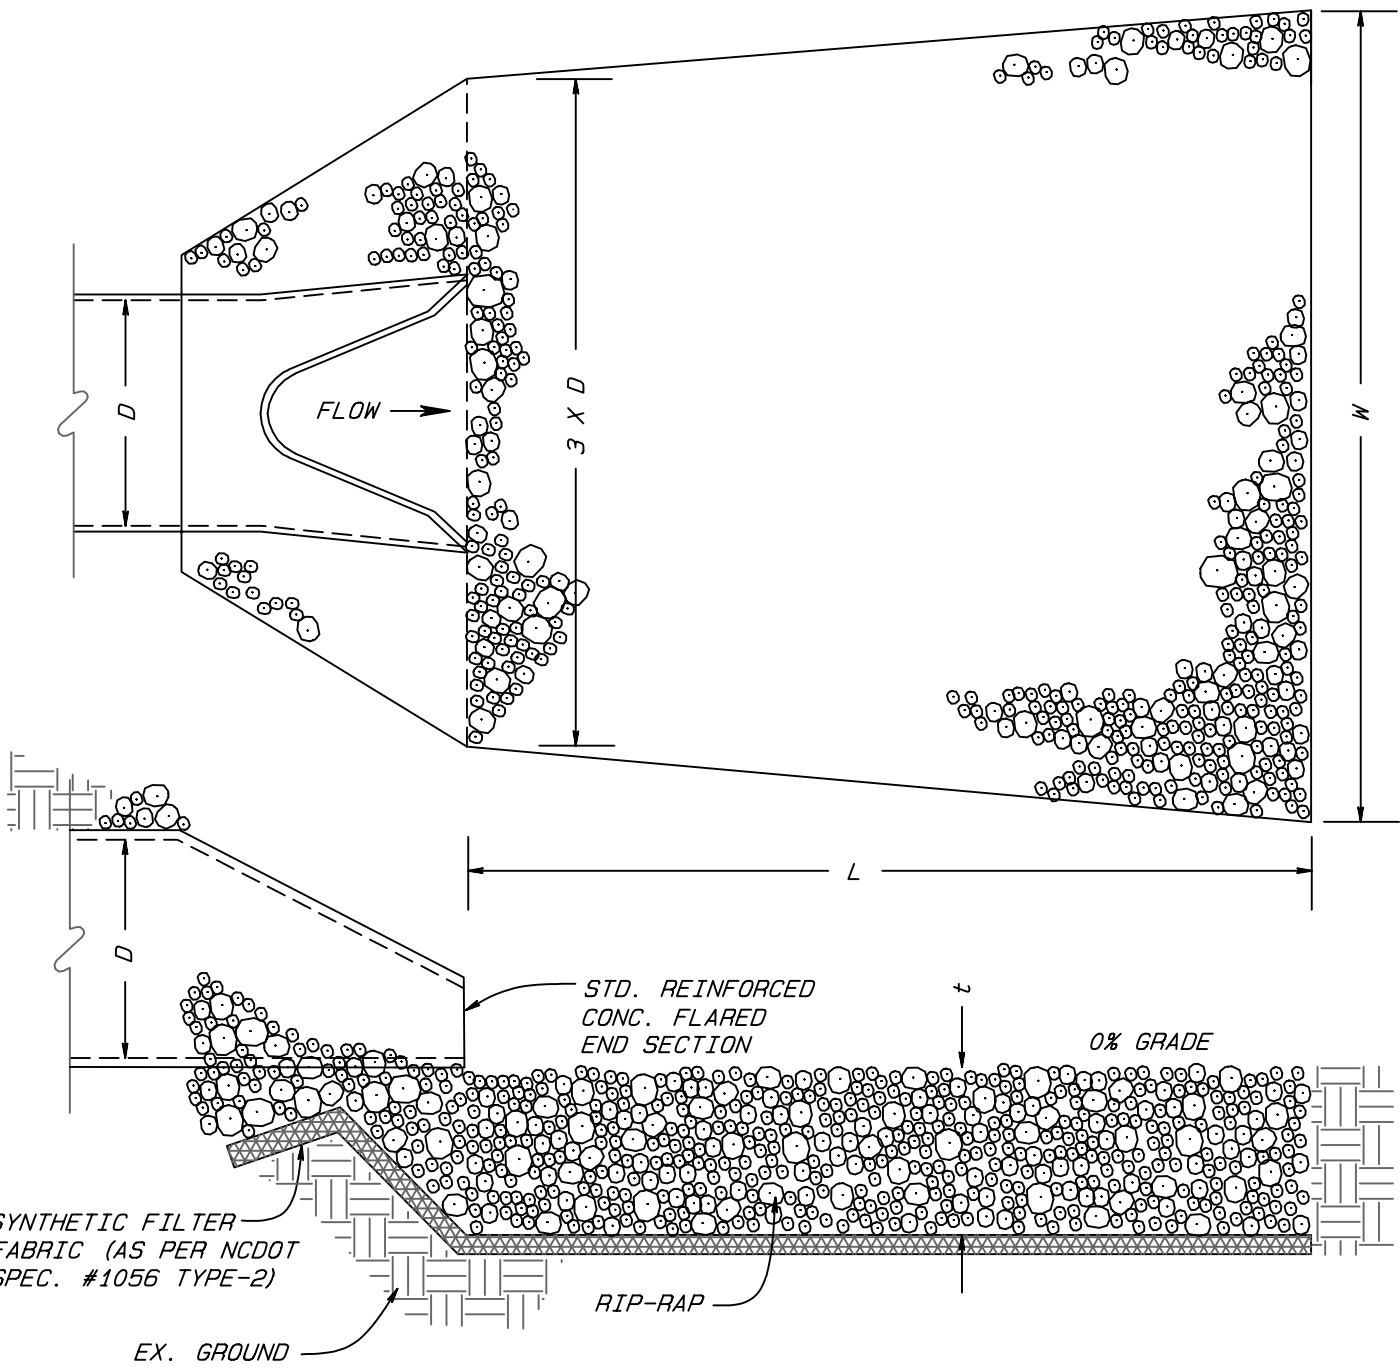 FLOW
D
3 X D
W
L
D
STD. REINFORCED
CONC. FLARED
END SECTION
t
0% GRADE
SYNTHETIC FILTER
FABRIC (AS PER NCDOT
SPEC. #1056 TYPE-2)
RIP-RAP
EX. GROUND